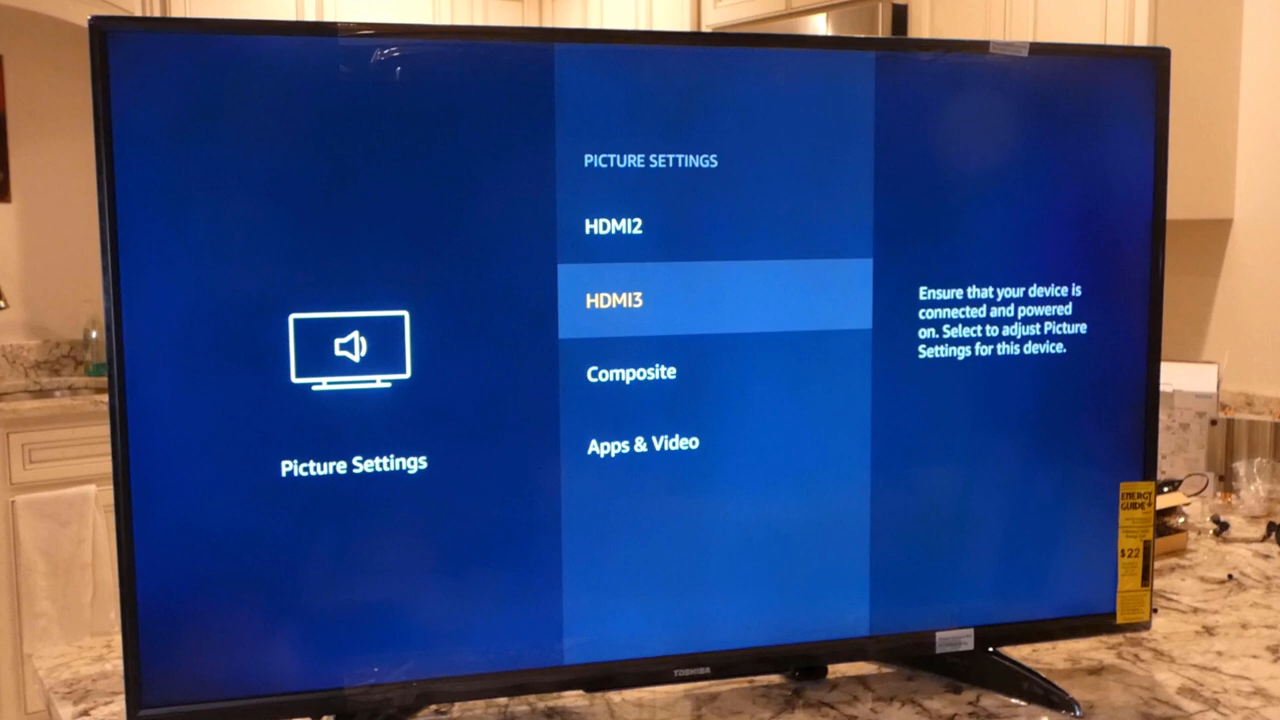 Picture Settings
PICTURE SETTINGS
HDMI2
HDMI3
Composite
Apps & Video
Ensure that your device is
connected and powered
on. Select to adjust Picture
Settings for this device.
ENERGY
GUIDE
$22
TOSHIBA